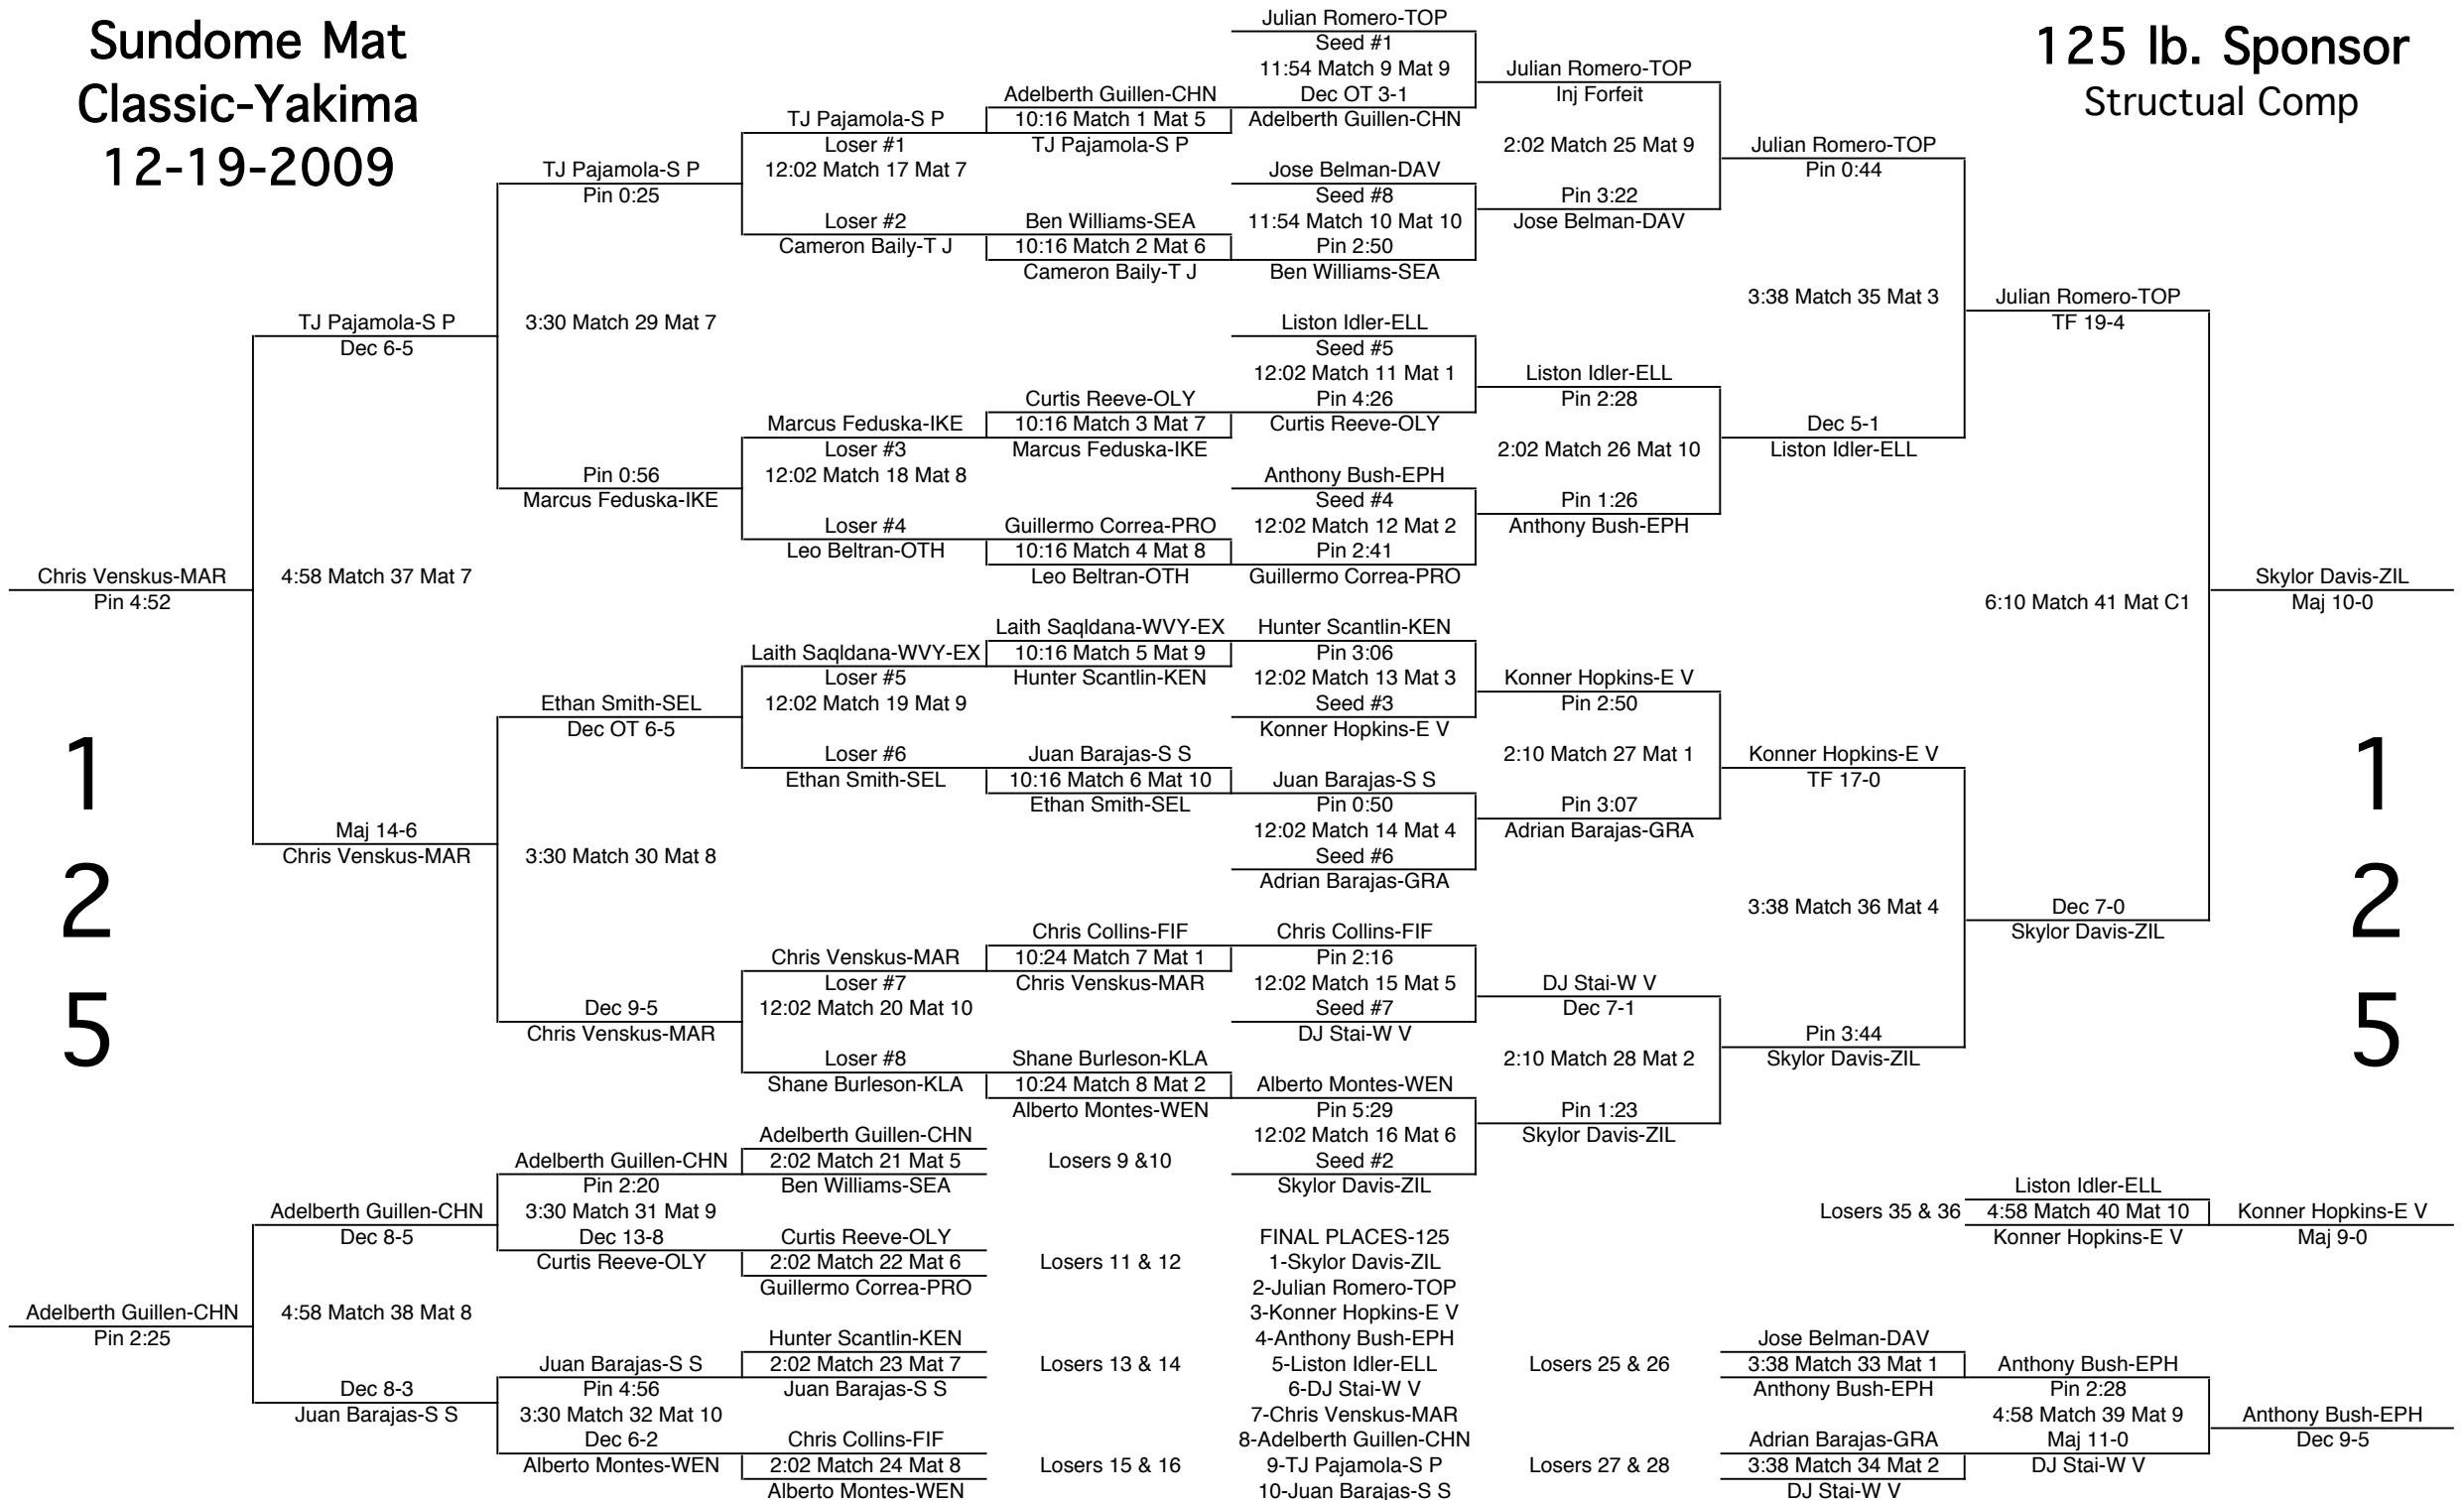 Sundome Mat
Classic-Yakima
12-19-2009
125 lb. Sponsor
Structual Comp
Julian Romero-TOP
Seed #1
11:54 Match 9 Mat 9
Dec OT 3-1
Adelberth Guillen-CHN
Jose Belman-DAV
Seed #8
11:54 Match 10 Mat 10
Pin 2:50
Ben Williams-SEA
Liston Idler-ELL
Seed #5
12:02 Match 11 Mat 1
Pin 4:26
Curtis Reeve-OLY
Anthony Bush-EPH
Seed #4
12:02 Match 12 Mat 2
Pin 2:41
Guillermo Correa-PRO
Hunter Scantlin-KEN
Pin 3:06
12:02 Match 13 Mat 3
Seed #3
Konner Hopkins-E V
Juan Barajas-S S
Pin 0:50
12:02 Match 14 Mat 4
Seed #6
Adrian Barajas-GRA
Chris Collins-FIF
Pin 2:16
12:02 Match 15 Mat 5
Seed #7
DJ Stai-W V
Alberto Montes-WEN
Pin 5:29
12:02 Match 16 Mat 6
Seed #2
Skylor Davis-ZIL
Adelberth Guillen-CHN
10:16 Match 1 Mat 5
TJ Pajamola-S P
Ben Williams-SEA
10:16 Match 2 Mat 6
Cameron Baily-T J
Curtis Reeve-OLY
10:16 Match 3 Mat 7
Marcus Feduska-IKE
Guillermo Correa-PRO
10:16 Match 4 Mat 8
Leo Beltran-OTH
Laith Saqldana-WVY-EX
10:16 Match 5 Mat 9
Hunter Scantlin-KEN
Juan Barajas-S S
10:16 Match 6 Mat 10
Ethan Smith-SEL
Chris Collins-FIF
10:24 Match 7 Mat 1
Chris Venskus-MAR
Shane Burleson-KLA
10:24 Match 8 Mat 2
Alberto Montes-WEN
TJ Pajamola-S P
Loser #1
12:02 Match 17 Mat 7
Loser #2
Cameron Baily-T J
Marcus Feduska-IKE
Loser #3
12:02 Match 18 Mat 8
Loser #4
Leo Beltran-OTH
Laith Saqldana-WVY-EX
Loser #5
12:02 Match 19 Mat 9
Loser #6
Ethan Smith-SEL
Chris Venskus-MAR
Loser #7
12:02 Match 20 Mat 10
Loser #8
Shane Burleson-KLA
TJ Pajamola-S P
Pin 0:25
3:30 Match 29 Mat 7
Pin 0:56
Marcus Feduska-IKE
Ethan Smith-SEL
Dec OT 6-5
3:30 Match 30 Mat 8
Dec 9-5
Chris Venskus-MAR
TJ Pajamola-S P
Dec 6-5
4:58 Match 37 Mat 7
Maj 14-6
Chris Venskus-MAR
Chris Venskus-MAR
Pin 4:52
Julian Romero-TOP
Inj Forfeit
2:02 Match 25 Mat 9
Pin 3:22
Jose Belman-DAV
Liston Idler-ELL
Pin 2:28
2:02 Match 26 Mat 10
Pin 1:26
Anthony Bush-EPH
Konner Hopkins-E V
Pin 2:50
2:10 Match 27 Mat 1
Pin 3:07
Adrian Barajas-GRA
DJ Stai-W V
Dec 7-1
2:10 Match 28 Mat 2
Pin 1:23
Skylor Davis-ZIL
Julian Romero-TOP
Pin 0:44
3:38 Match 35 Mat 3
Dec 5-1
Liston Idler-ELL
Konner Hopkins-E V
TF 17-0
3:38 Match 36 Mat 4
Pin 3:44
Skylor Davis-ZIL
Julian Romero-TOP
TF 19-4
6:10 Match 41 Mat C1
Dec 7-0
Skylor Davis-ZIL
Skylor Davis-ZIL
Maj 10-0
1
2
5
1
2
5
Adelberth Guillen-CHN
2:02 Match 21 Mat 5
Ben Williams-SEA
Losers 9 &10
Curtis Reeve-OLY
2:02 Match 22 Mat 6
Guillermo Correa-PRO
Losers 11 & 12
Hunter Scantlin-KEN
2:02 Match 23 Mat 7
Juan Barajas-S S
Losers 13 & 14
Chris Collins-FIF
2:02 Match 24 Mat 8
Alberto Montes-WEN
Losers 15 & 16
Adelberth Guillen-CHN
Pin 2:20
3:30 Match 31 Mat 9
Dec 13-8
Curtis Reeve-OLY
Juan Barajas-S S
Pin 4:56
3:30 Match 32 Mat 10
Dec 6-2
Alberto Montes-WEN
Adelberth Guillen-CHN
Dec 8-5
4:58 Match 38 Mat 8
Dec 8-3
Juan Barajas-S S
Adelberth Guillen-CHN
Pin 2:25
FINAL PLACES-125
1-Skylor Davis-ZIL
2-Julian Romero-TOP
3-Konner Hopkins-E V
4-Anthony Bush-EPH
5-Liston Idler-ELL
6-DJ Stai-W V
7-Chris Venskus-MAR
8-Adelberth Guillen-CHN
9-TJ Pajamola-S P
10-Juan Barajas-S S
Losers 35 & 36
Liston Idler-ELL
4:58 Match 40 Mat 10
Konner Hopkins-E V
Konner Hopkins-E V
Maj 9-0
Losers 25 & 26
Jose Belman-DAV
3:38 Match 33 Mat 1
Anthony Bush-EPH
Losers 27 & 28
Adrian Barajas-GRA
3:38 Match 34 Mat 2
DJ Stai-W V
Anthony Bush-EPH
Pin 2:28
4:58 Match 39 Mat 9
Maj 11-0
DJ Stai-W V
Anthony Bush-EPH
Dec 9-5